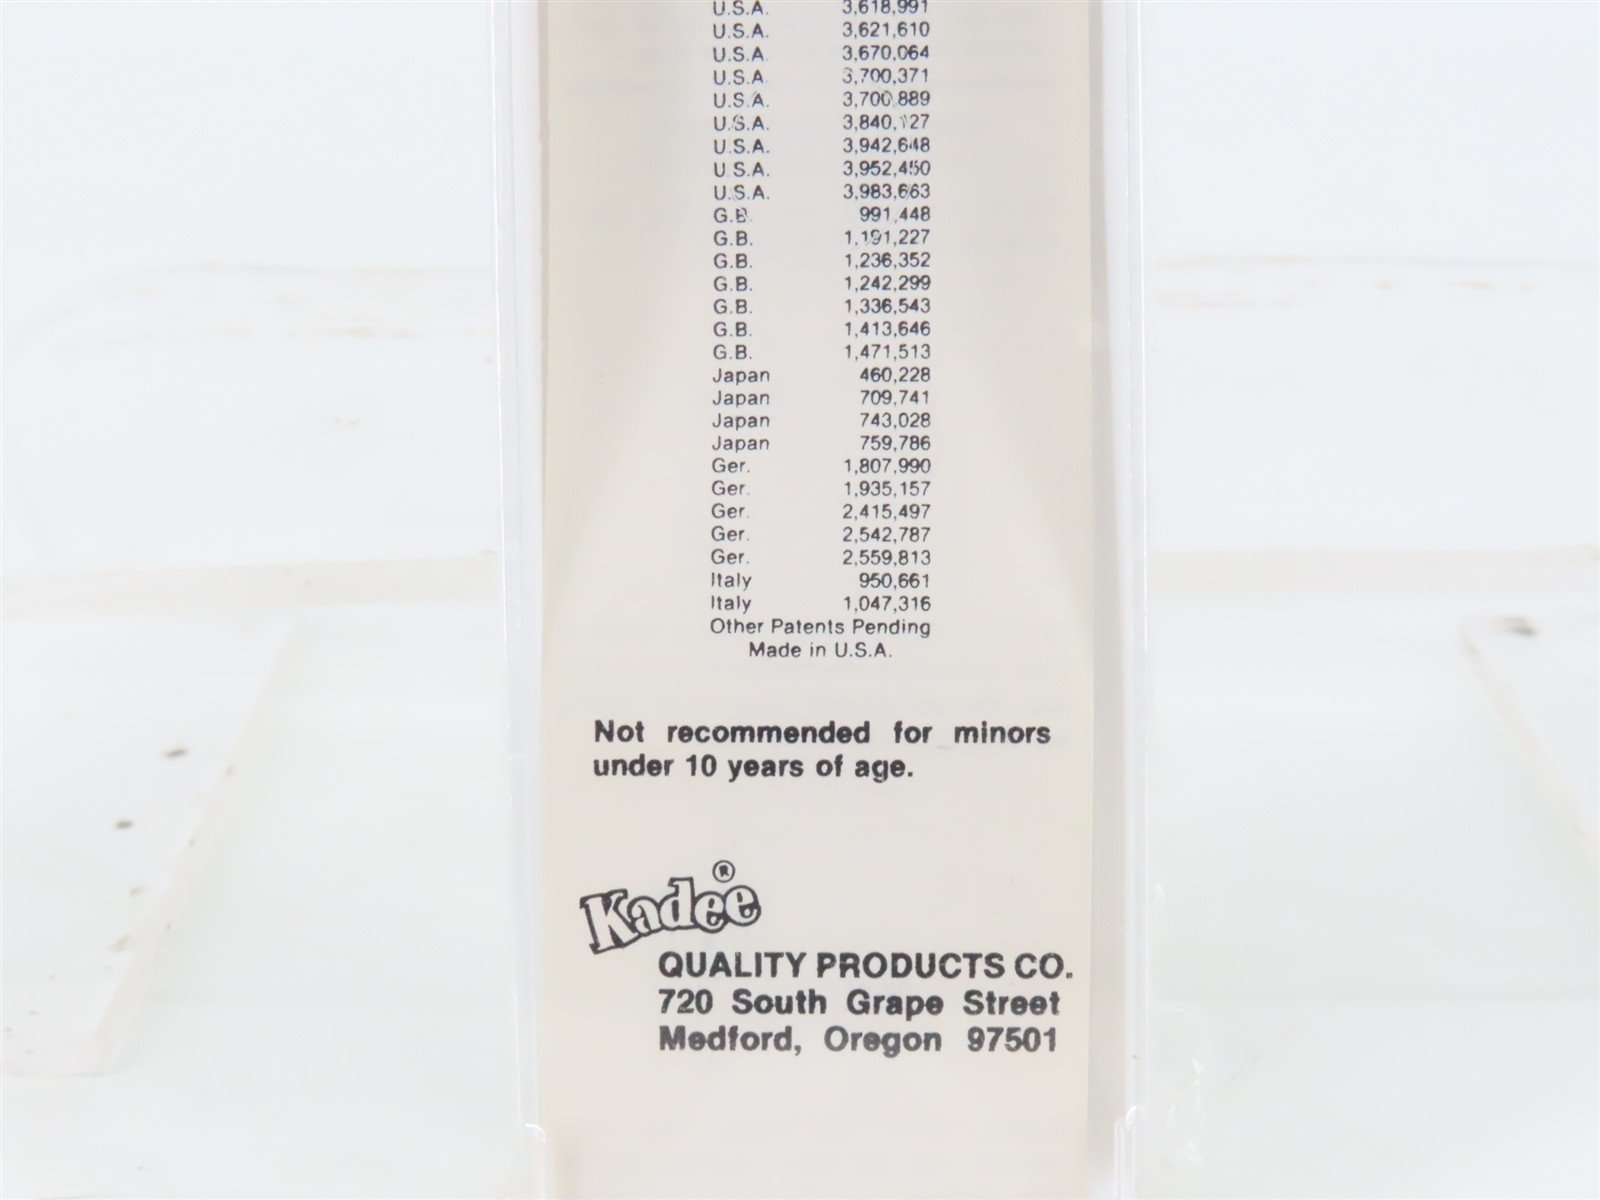 U.S.A. 3,618,991
U.S.A. 3,621,610
U.S.A. 3,670,064
U.S.A. 3,700,371
U.S.A. 3,700,889
U.S.A. 3,840,127
U.S.A. 3,942,648
U.S.A. 3,952,450
U.S.A. 3,983,663
G.B. 991,448
G.B. 1,191,227
G.B. 1,236,352
G.B. 1,242,299
G.B. 1,336,543
G.B. 1,413,646
G.B. 1,471,513
Japan 460,228
Japan 709,741
Japan 743,028
Japan 759,786
Ger. 1,807,990
Ger. 1,935,157
Ger. 2,415,497
Ger. 2,542,787
Ger. 2,559,813
Italy 950,661
Italy 1,047,316
Other Patents Pending
Made in U.S.A.
Not recommended for minors
under 10 years of age.
Kadee®
QUALITY PRODUCTS CO.
720 South Grape Street
Medford, Oregon 97501